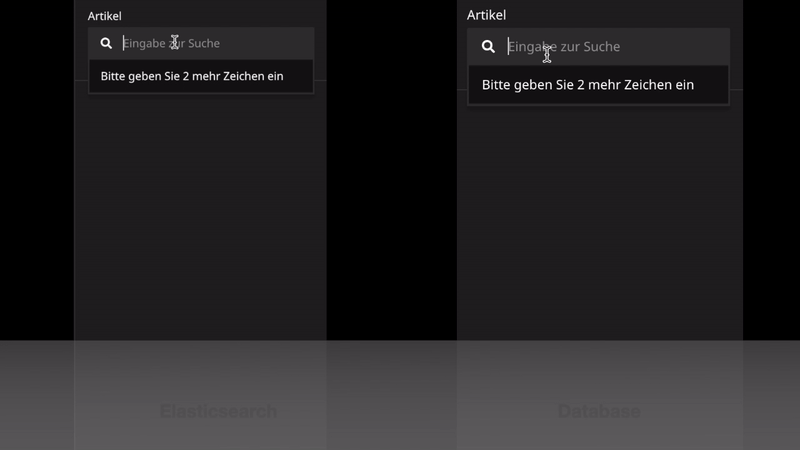 Artikel
Eingabe zur Suche
Bitte geben Sie 2 mehr Zeichen ein
Elasticsearch
Artikel
Eingabe zur Suche
Bitte geben Sie 2 mehr Zeichen ein
Database